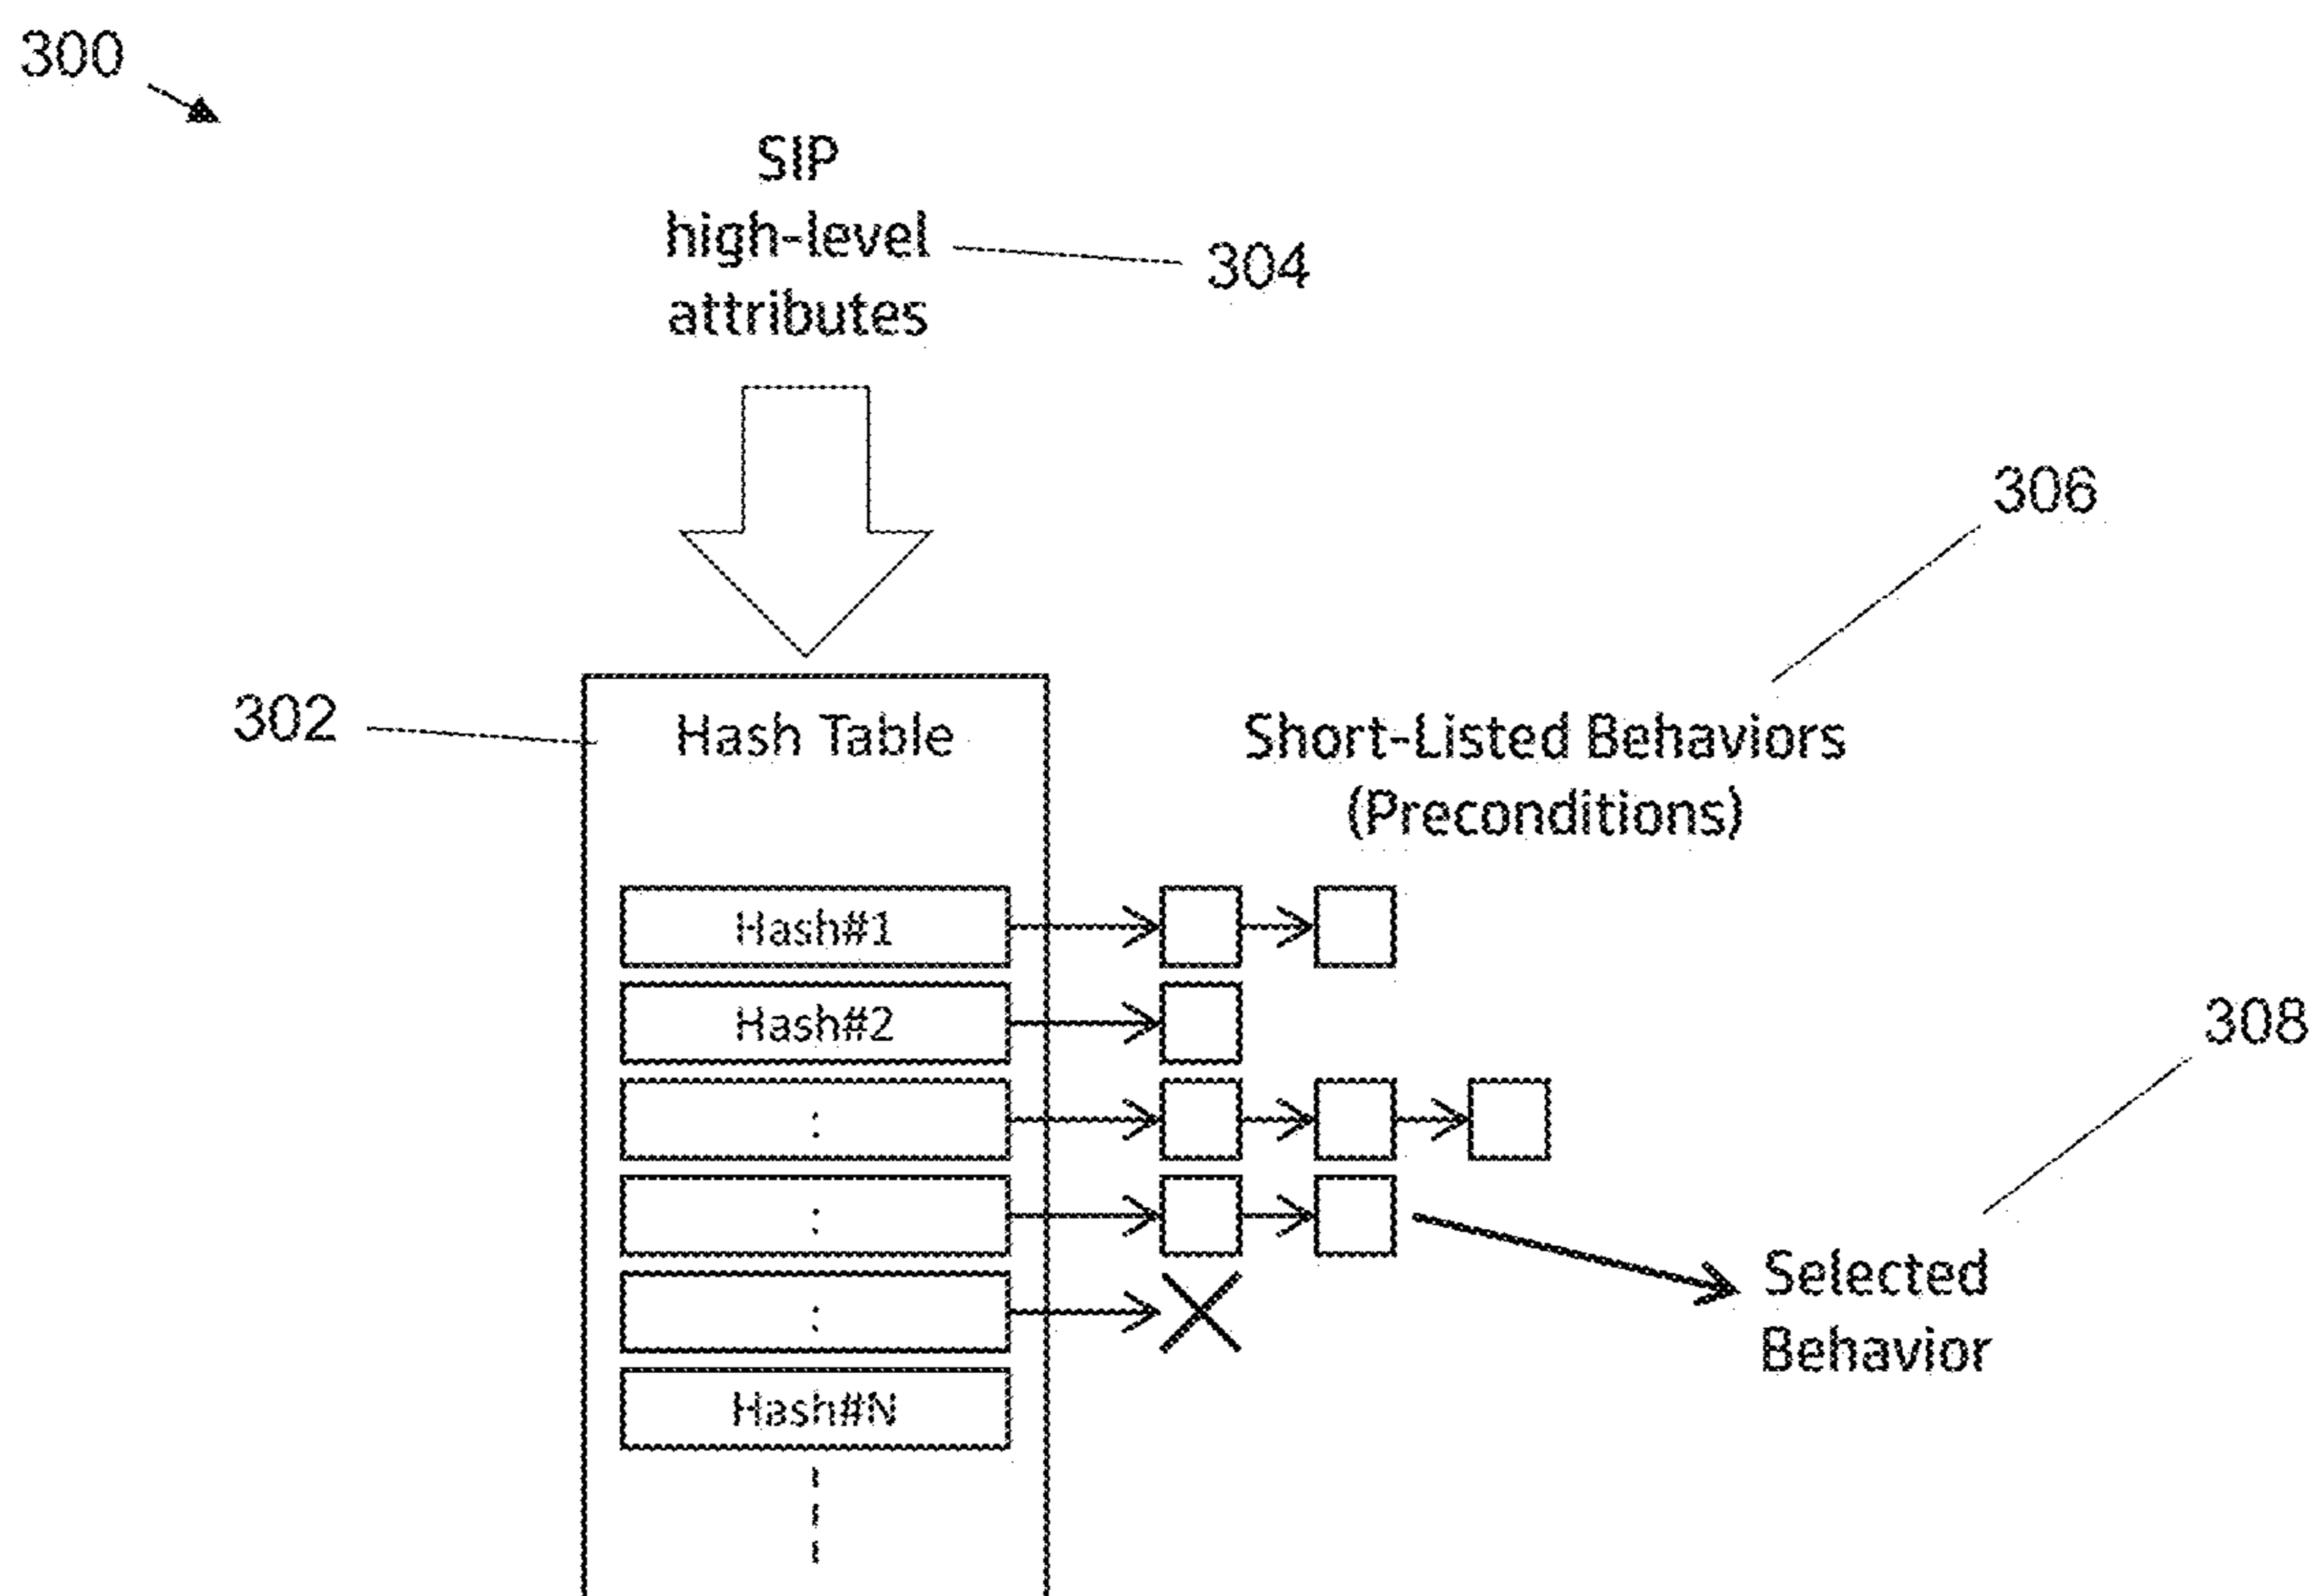 300
SIP
high-level
attributes
304
306
302
Hash Table
Short-Listed Behaviors
(Preconditions)
Hash#1
Hash#2
:
308
:
:
Selected
Behavior
Hash#N